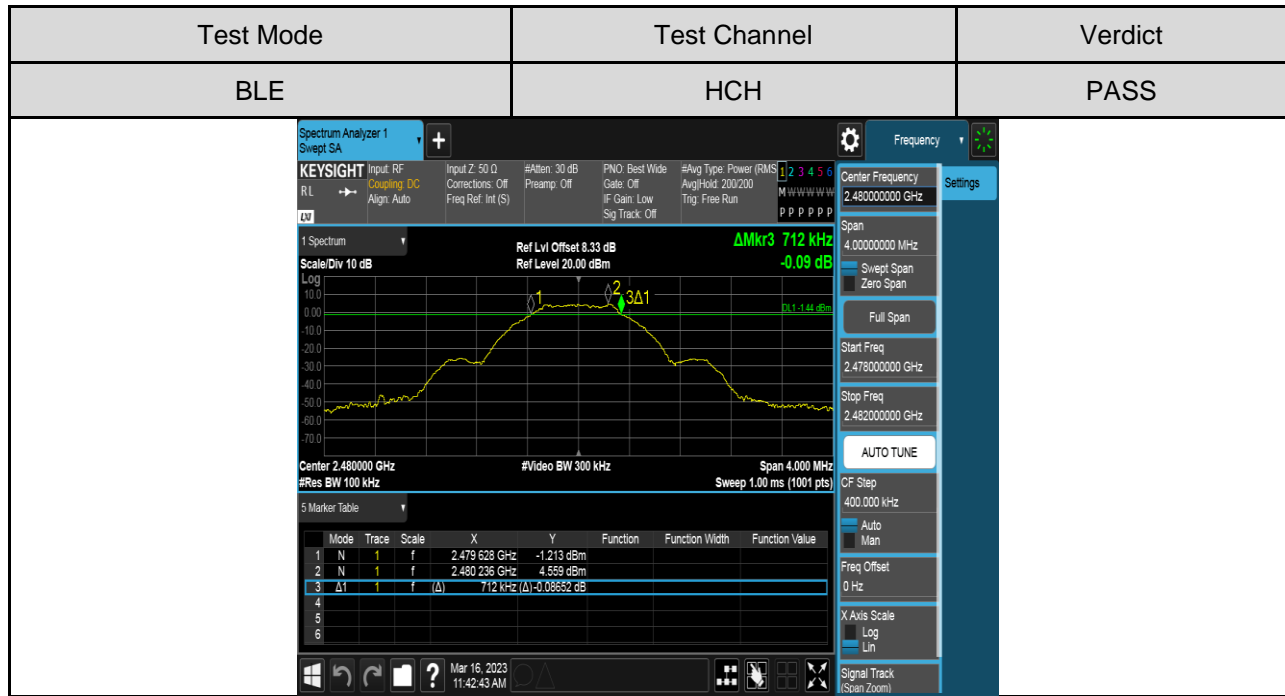 Test Mode Test Channel Verdict
BLE HCH PASS
Spectrum Analyzer 1
Swept SA
+
Frequency
KEYSIGHT Input: RF Input Z: 50 Ω #Atten: 30 dB PNO: Best Wide #Avg Type: Power (RMS 1 2 3 4 5 6
RL Coupling: DC Corrections: Off Preamp: Off Gate: Off Avg|Hold: 200/200 M W W W W W
Align: Auto Freq Ref: Int (S) IF Gain: Low Trig: Free Run
LXI Sig Track: Off P P P P P P
1 Spectrum
Scale/Div 10 dB
Ref Lvl Offset 8.33 dB
Ref Level 20.00 dBm
ΔMkr3 712 kHz
-0.09 dB
Log
10.0
0.00
-10.0
-20.0
-30.0
-40.0
-50.0
-60.0
-70.0
1
2
3Δ1
DL1 -1.44 dBm
Center 2.480000 GHz #Video BW 300 kHz Span 4.000 MHz
#Res BW 100 kHz Sweep 1.00 ms (1001 pts)
5 Marker Table
Mode Trace Scale X Y Function Function Width Function Value
1 N 1 f 2.479 628 GHz -1.213 dBm
2 N 1 f 2.480 236 GHz 4.559 dBm
3 Δ1 1 f (Δ) 712 kHz (Δ) -0.08652 dB
4
5
6
Mar 16, 2023
11:42:43 AM
?
Center Frequency
2.480000000 GHz
Settings
Span
4.00000000 MHz
Swept Span
Zero Span
Full Span
Start Freq
2.478000000 GHz
Stop Freq
2.482000000 GHz
AUTO TUNE
CF Step
400.000 kHz
Auto
Man
Freq Offset
0 Hz
X Axis Scale
Log
Lin
Signal Track
(Span Zoom)